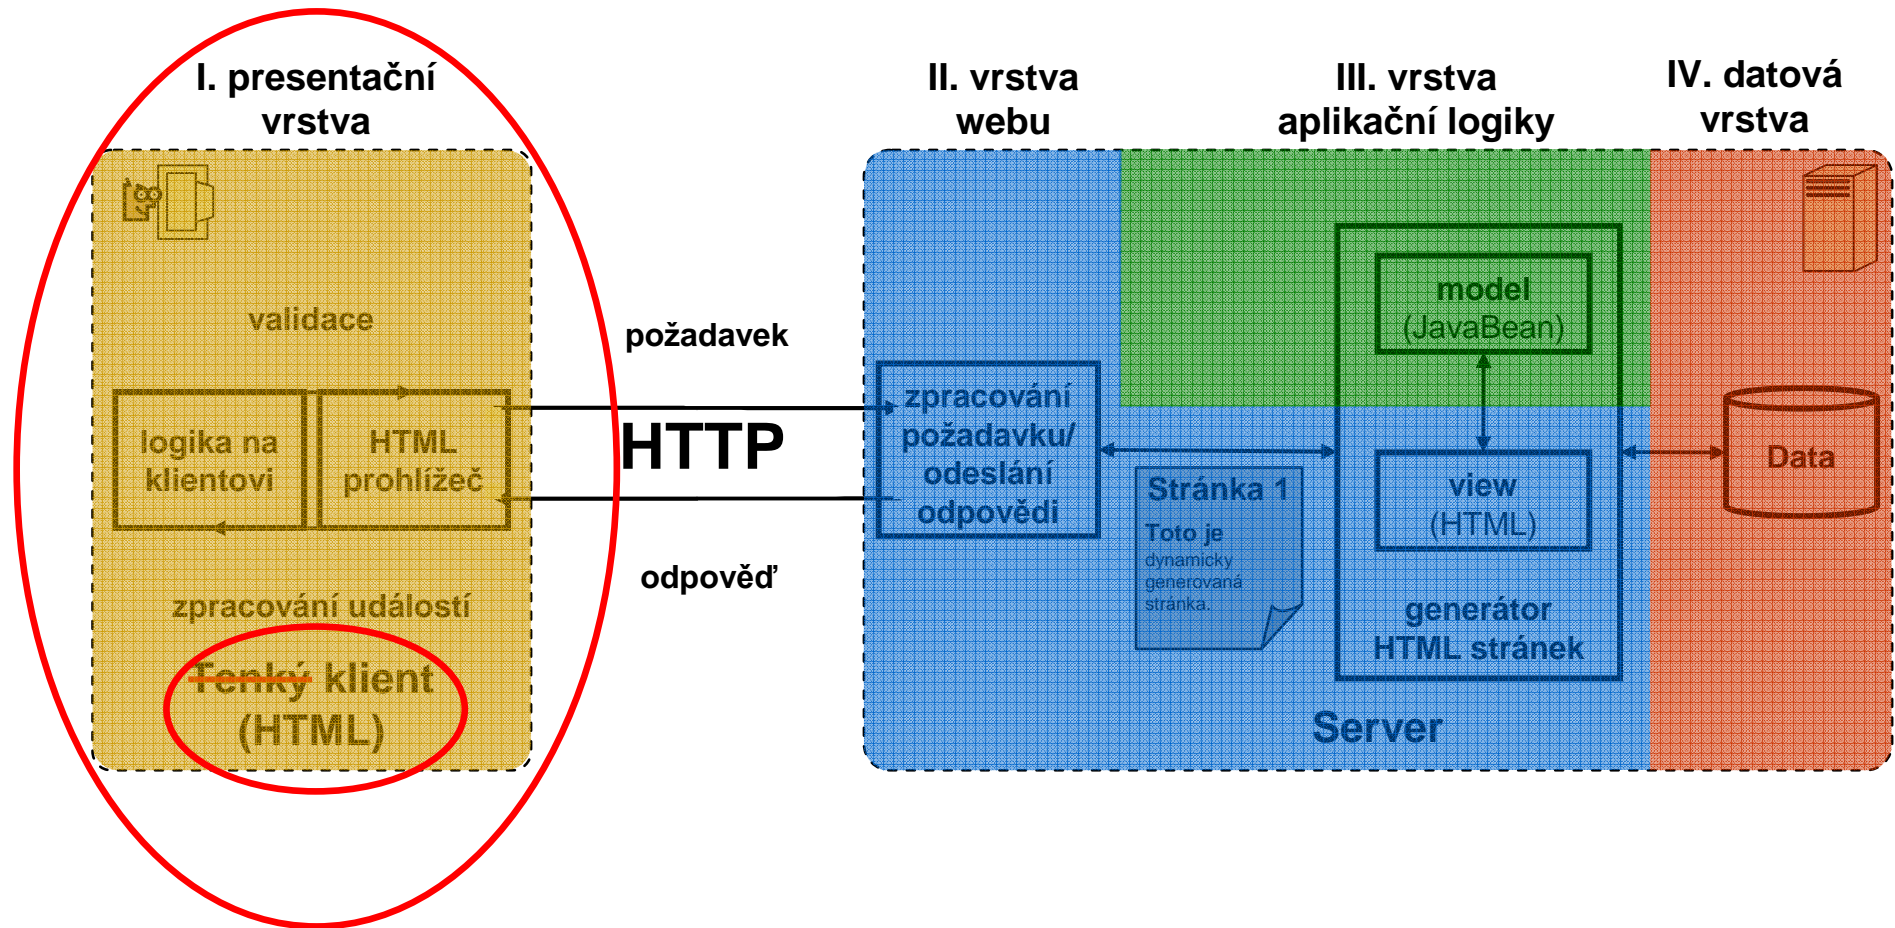 I. presentační
vrstva
II. vrstva
webu
III. vrstva
aplikační logiky
IV. datová
vrstva
validace
logika na
klientovi
HTML
prohlížeč
zpracování událostí
Tenký klient
(HTML)
požadavek
HTTP
odpověď
zpracování
požadavku/
odeslání
odpovědi
Stránka 1
Toto je
dynamicky
generovaná
stránka.
model
(JavaBean)
view
(HTML)
generátor
HTML stránek
Server
Data